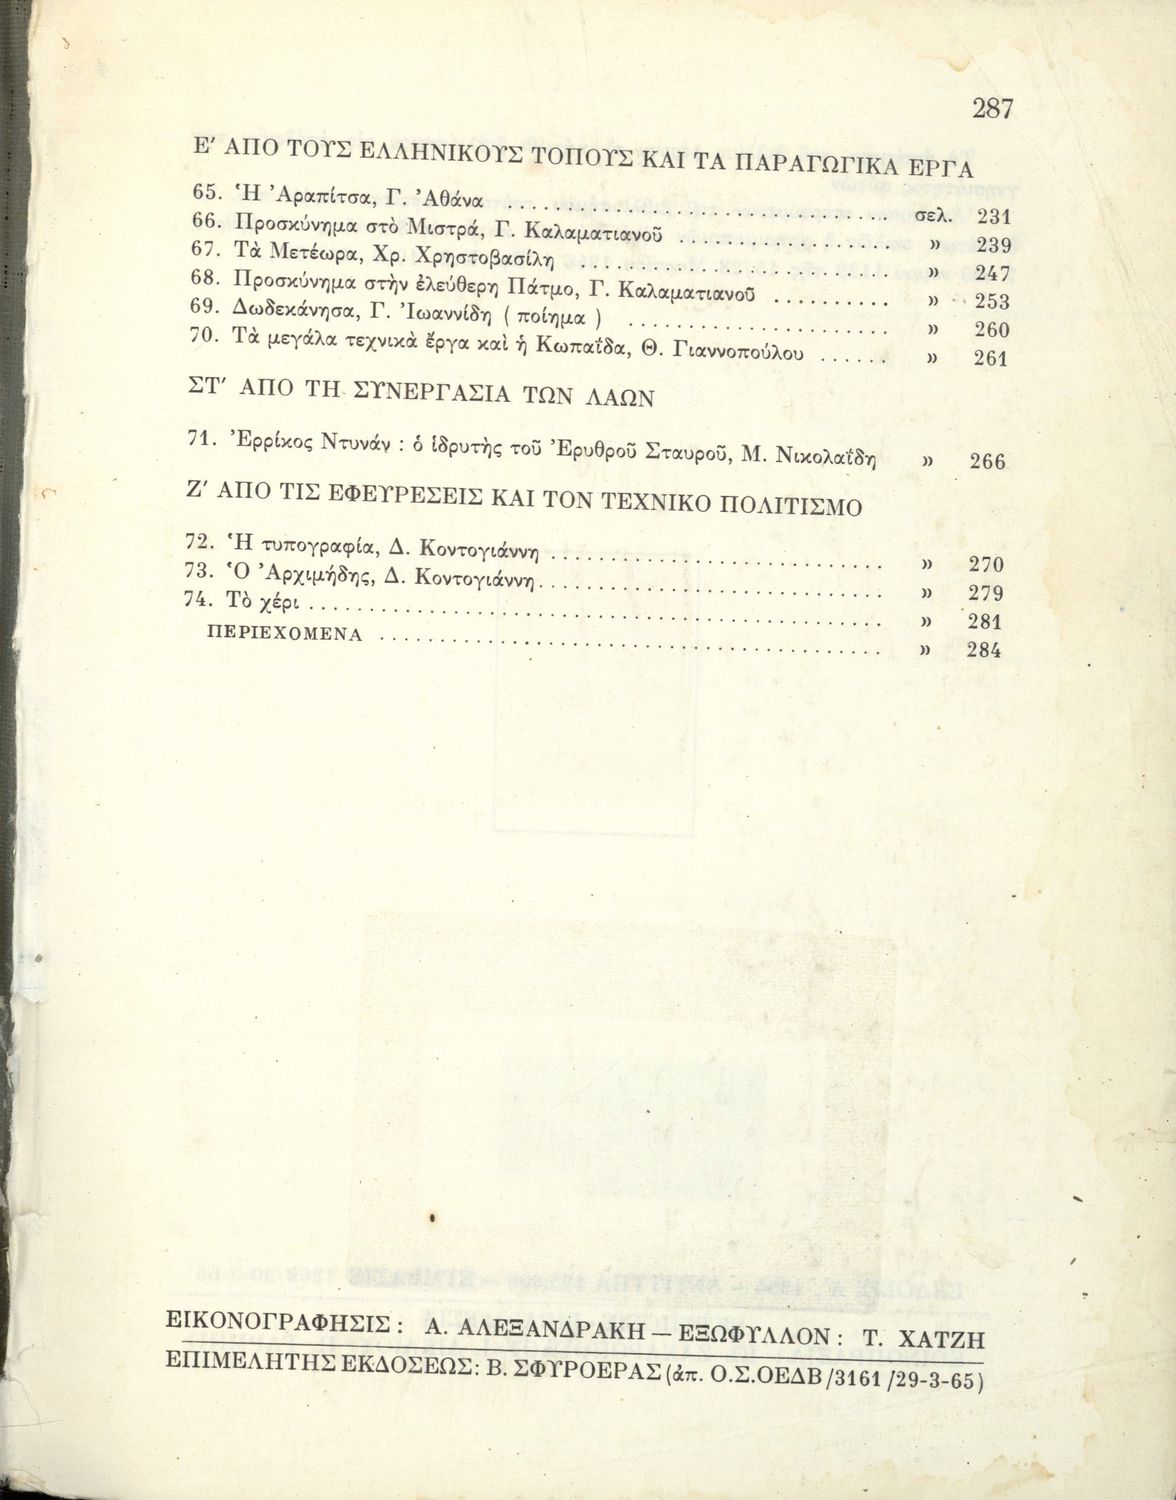 287
Ε' ΑΠΟ ΤΟΥΣ ΕΛΛΗΝΙΚΟΥΣ ΤΟΠΟΥΣ ΚΑΙ ΤΑ ΠΑΡΑΓΩΓΙΚΑ ΕΡΓΑ
65. Ἡ Ἀραπίτσα, Γ. Ἀθάνα ........................................ σελ. 231
66. Προσκύνημα στὸ Μιστρά, Γ. Καλαματιανοῦ .................. » 239
67. Τὰ Μετέωρα, Χρ. Χρηστοβασίλη .......................... » 247
68. Προσκύνημα στὴν ἐλεύθερη Πάτμο, Γ. Καλαματιανοῦ .......... » 253
69. Δωδεκάνησα, Γ. Ἰωαννίδη ( ποίημα ) ...................... » 260
70. Τὰ μεγάλα τεχνικὰ ἔργα καὶ ἡ Κωπαΐδα, Θ. Γιαννοπούλου ...... » 261
ΣΤ' ΑΠΟ ΤΗ ΣΥΝΕΡΓΑΣΙΑ ΤΩΝ ΛΑΩΝ
71. Ἐρρίκος Ντυνάν : ὁ ἱδρυτὴς τοῦ Ἐρυθροῦ Σταυροῦ, Μ. Νικολαΐδη » 266
Ζ' ΑΠΟ ΤΙΣ ΕΦΕΥΡΕΣΕΙΣ ΚΑΙ ΤΟΝ ΤΕΧΝΙΚΟ ΠΟΛΙΤΙΣΜΟ
72. Ἡ τυπογραφία, Δ. Κοντογιάννη ............................ » 270
73. Ὁ Ἀρχιμήδης, Δ. Κοντογιάννη............................. » 279
74. Τὸ χέρι ................................................ » 281
ΠΕΡΙΕΧΟΜΕΝΑ .......................................... » 284
ΕΙΚΟΝΟΓΡΑΦΗΣΙΣ : Α. ΑΛΕΞΑΝΔΡΑΚΗ — ΕΞΩΦΥΛΛΟΝ : Τ. ΧΑΤΖΗ
ΕΠΙΜΕΛΗΤΗΣ ΕΚΔΟΣΕΩΣ: Β. ΣΦΥΡΟΕΡΑΣ (ἀπ. Ο.Σ.ΟΕΔΒ/3161/29-3-65)